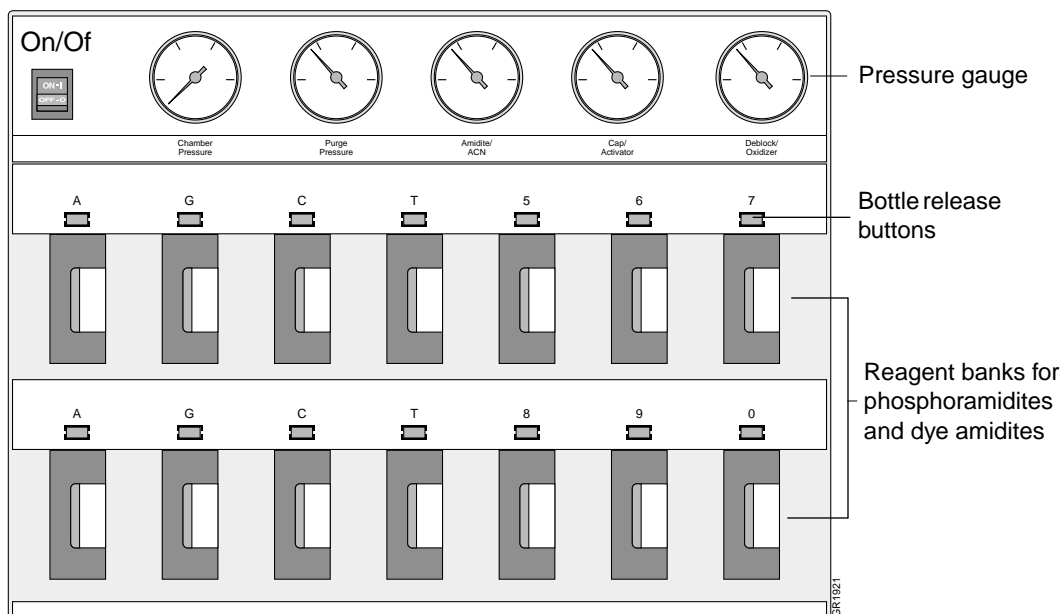 On/Of
ON-I
OFF-O
Chamber
Pressure
Purge
Pressure
Amidite/
ACN
Cap/
Activator
Deblock/
Oxidizer
Pressure gauge
A G C T 5 6 7
Bottle release
buttons
Reagent banks for
phosphoramidites
and dye amidites
A G C T 8 9 0
GR1921